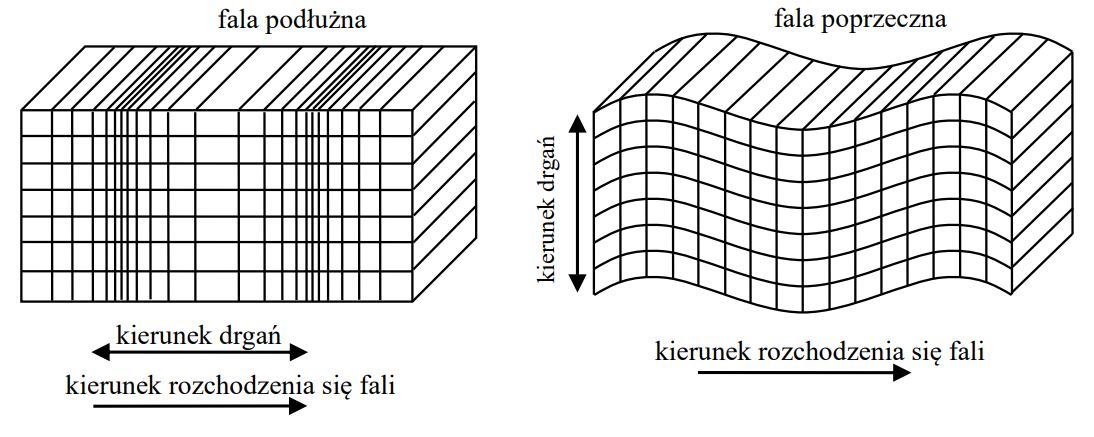 fala podłużna
kierunek drgań
kierunek rozchodzenia się fali
fala poprzeczna
kierunek drgań
kierunek rozchodzenia się fali